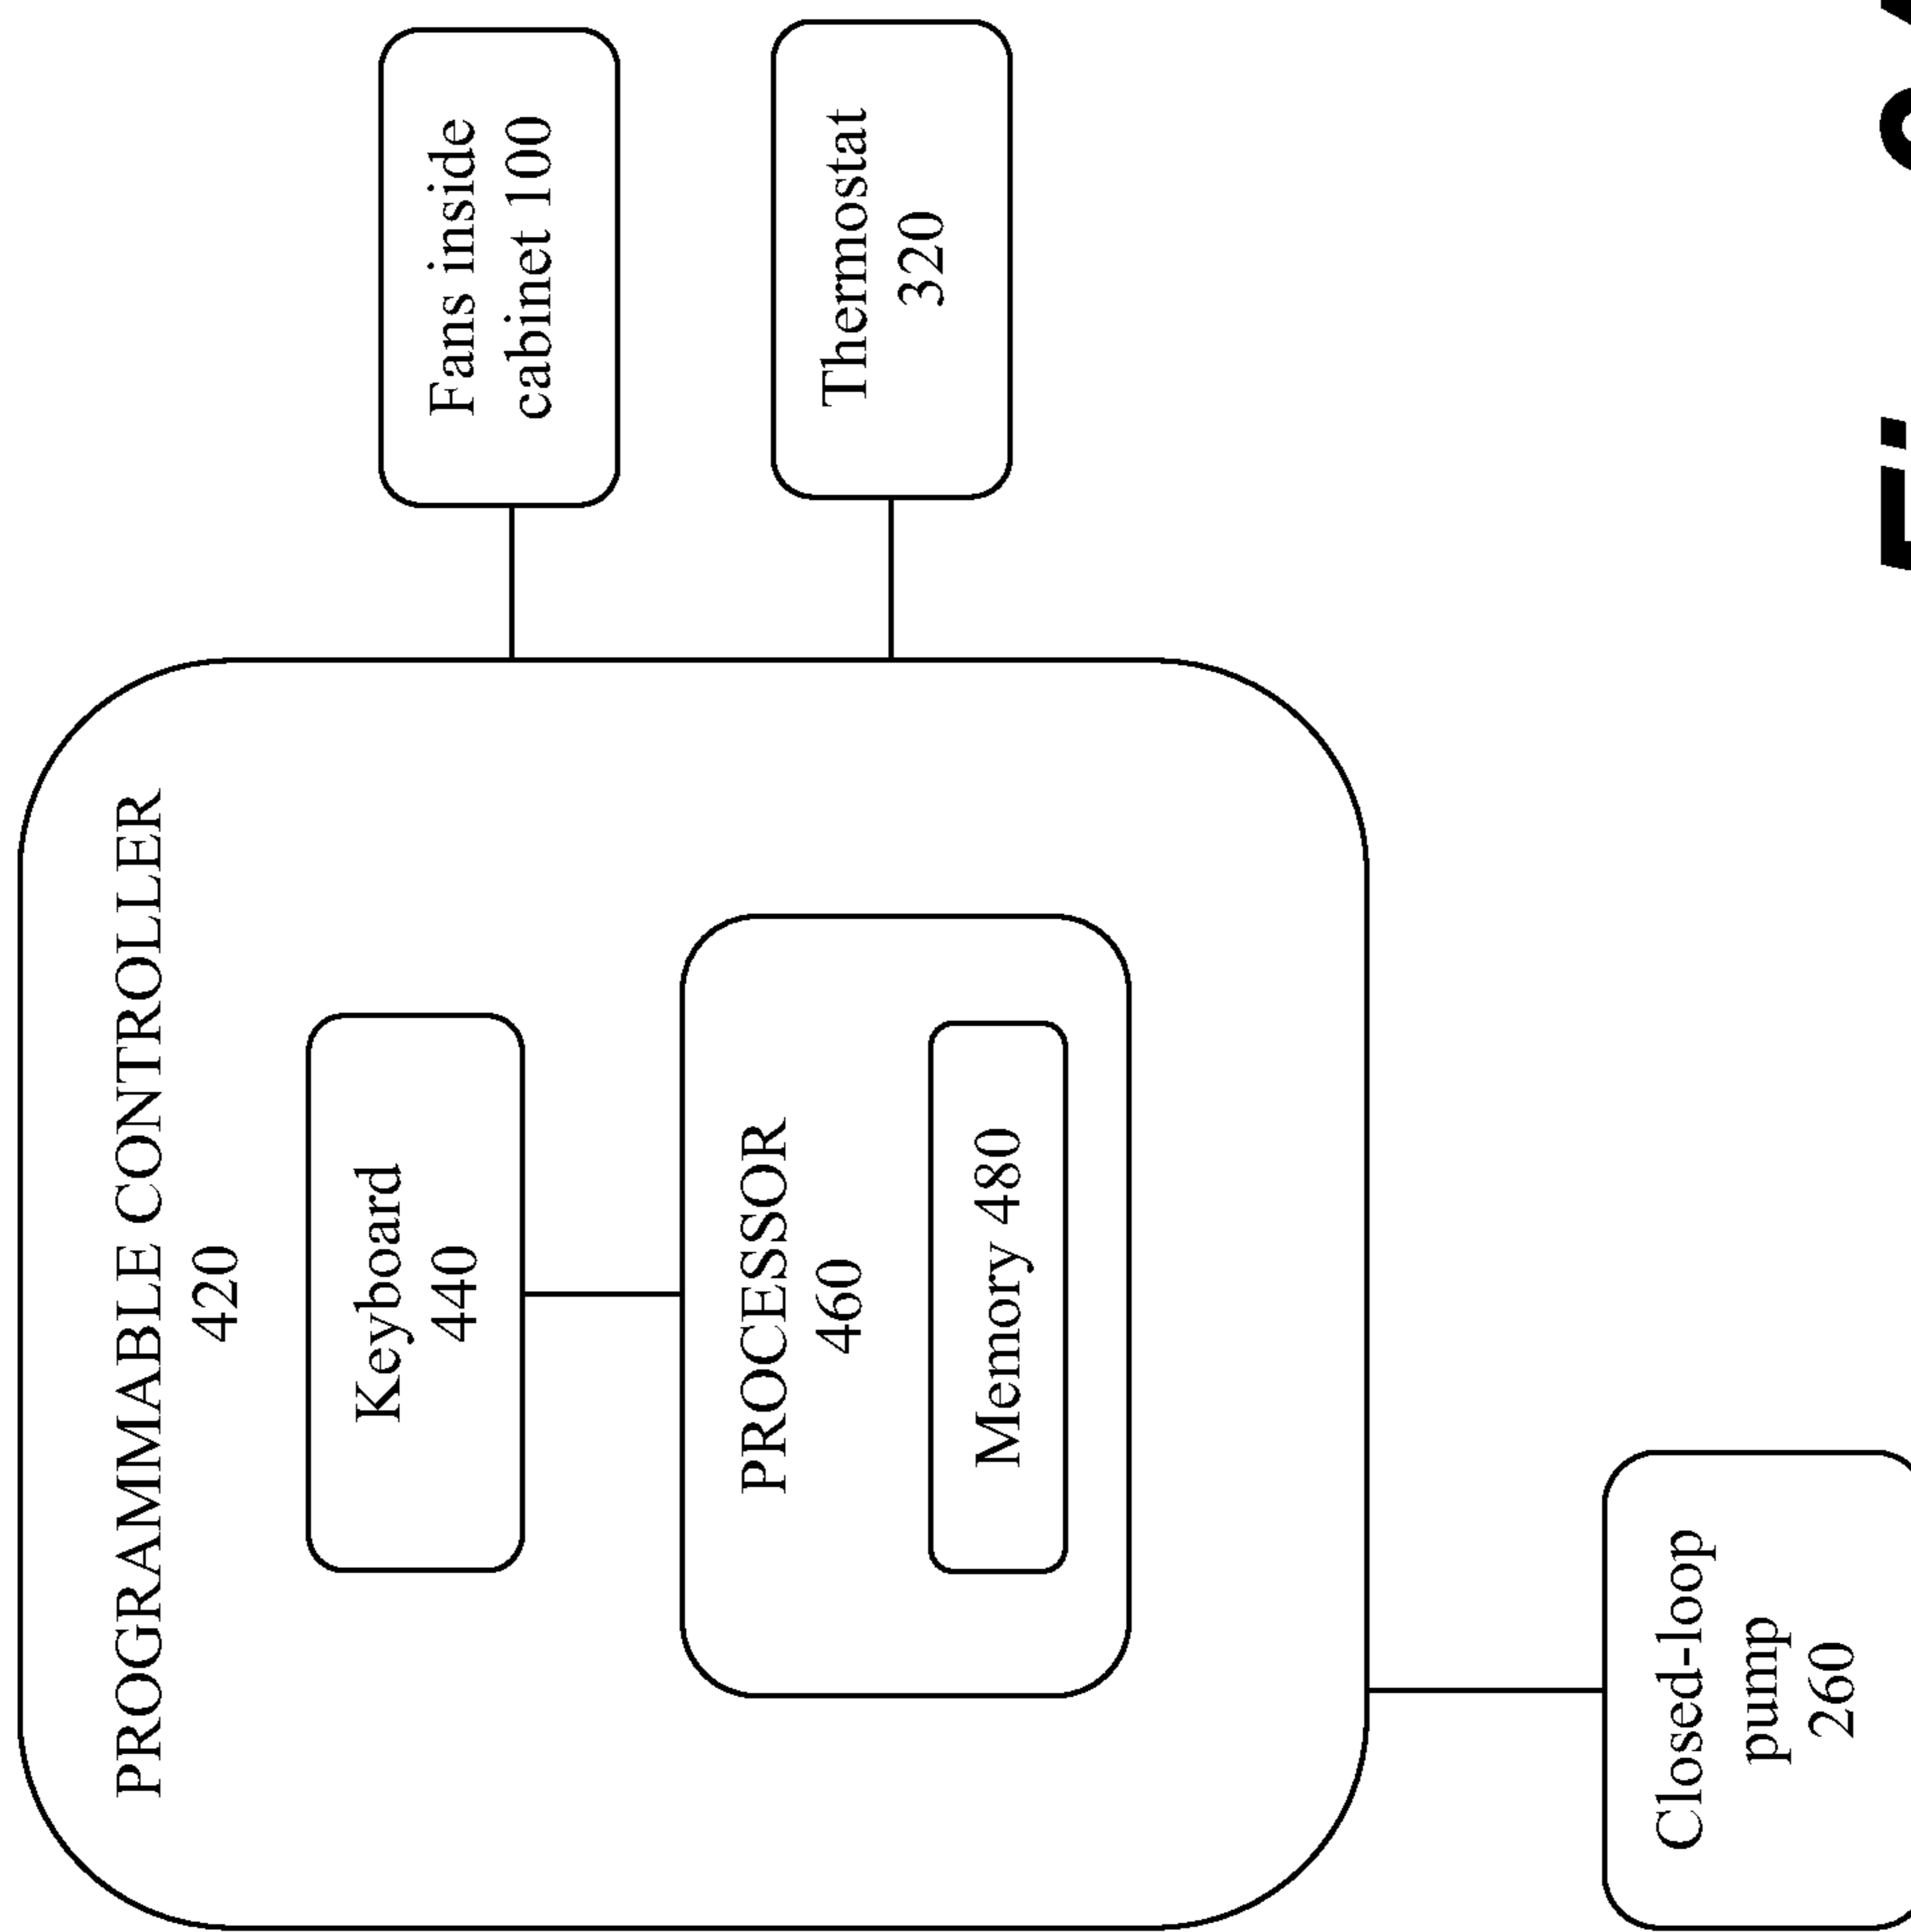 PROGRAMMABLE CONTROLLER
420
Keyboard
440
PROCESSOR
460
Memory 480
Fans inside
cabinet 100
Thermostat
320
Closed-loop
pump
260